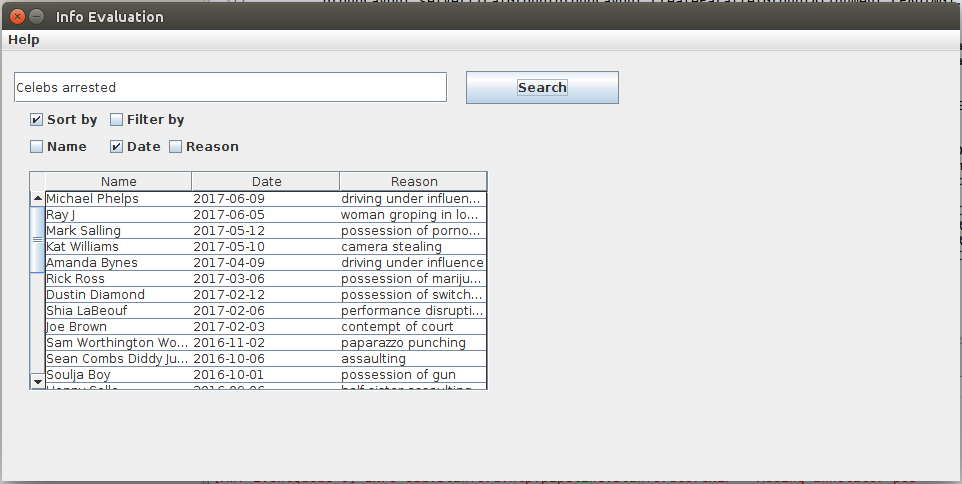 Info Evaluation
Help
Celebs arrested
Search
Sort by Filter by
Name Date Reason
Name Date Reason
Michael Phelps 2017-06-09 driving under influen...
Ray J 2017-06-05 woman groping in lo...
Mark Salling 2017-05-12 possession of porno...
Kat Williams 2017-05-10 camera stealing
Amanda Bynes 2017-04-09 driving under influence
Rick Ross 2017-03-06 possession of mariju...
Dustin Diamond 2017-02-12 possession of switch...
Shia LaBeouf 2017-02-06 performance disrupti...
Joe Brown 2017-02-03 contempt of court
Sam Worthington Wo... 2016-11-02 paparazzo punching
Sean Combs Diddy Ju... 2016-10-06 assaulting
Soulja Boy 2016-10-01 possession of gun